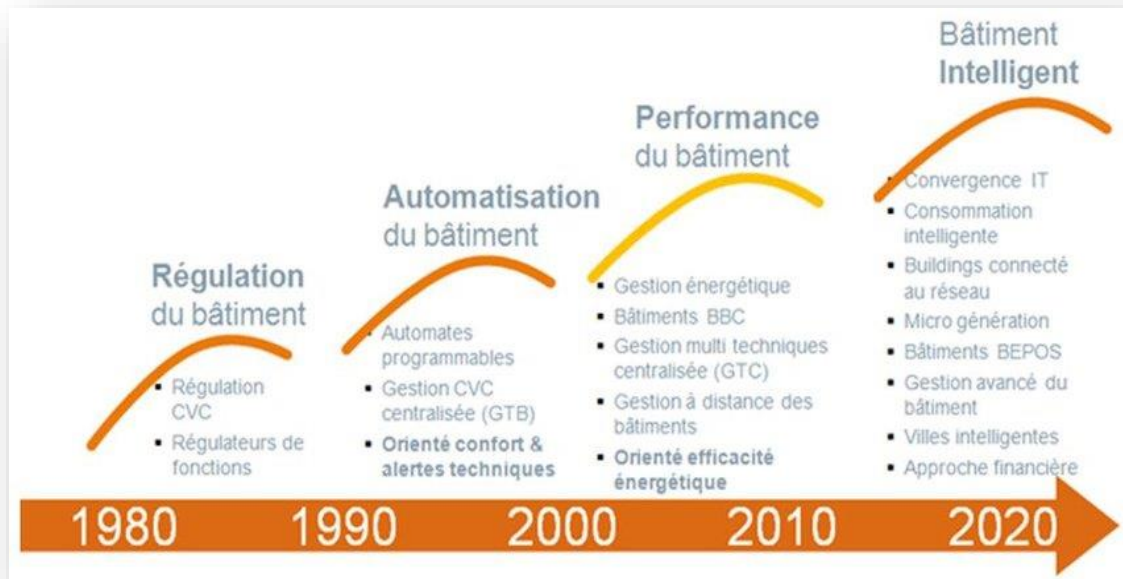 Régulation
du bâtiment
▪ Régulation
CVC
▪ Régulateurs de
fonctions
Automatisation
du bâtiment
▪ Automates
programmables
▪ Gestion CVC
centralisée (GTB)
▪ Orienté confort &
alertes techniques
Performance
du bâtiment
▪ Gestion énergétique
▪ Bâtiments BBC
▪ Gestion multi techniques
centralisée (GTC)
▪ Gestion à distance des
bâtiments
▪ Orienté efficacité
énergétique
Bâtiment
Intelligent
▪ Convergence IT
▪ Consommation
intelligente
▪ Buildings connecté
au réseau
▪ Micro génération
▪ Bâtiments BEPOS
▪ Gestion avancé du
bâtiment
▪ Villes intelligentes
▪ Approche financière
1980 1990 2000 2010 2020